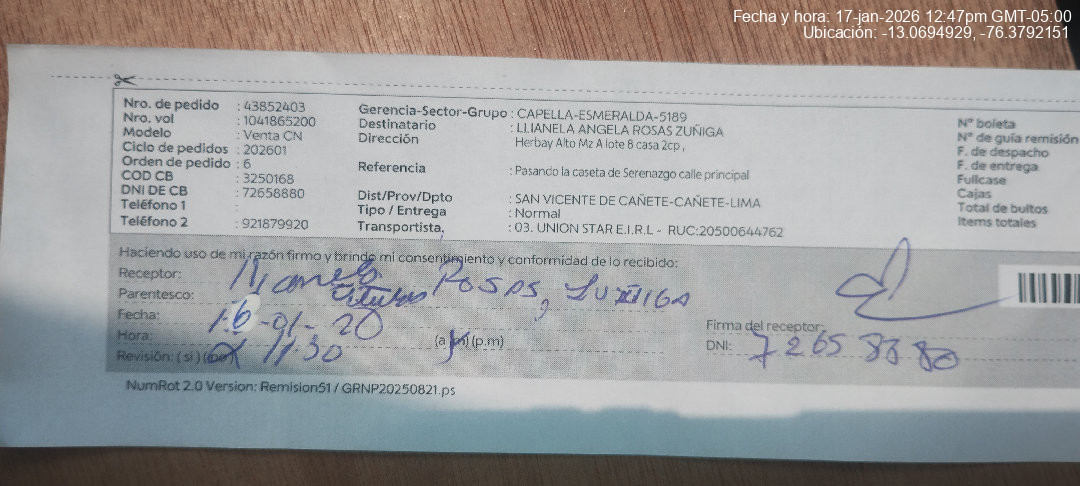 Fecha y hora: 17-jan-2026 12:47pm GMT-05:00
Ubicación: -13.0694929, -76.3792151
Nro. de pedido : 43852403
Nro. vol : 1041865200
Modelo : Venta CN
Ciclo de pedidos : 202601
Orden de pedido : 6
COD CB : 3250168
DNI DE CB : 72658880
Teléfono 1 :
Teléfono 2 : 921879920
Gerencia-Sector-Grupo : CAPELLA-ESMERALDA-5189
Destinatario : LLIANELA ANGELA ROSAS ZUÑIGA
Dirección Herbay Alto Mz A lote 8 casa 2cp ,
Referencia : Pasando la caseta de Serenazgo calle principal
Dist/Prov/Dpto : SAN VICENTE DE CAÑETE-CAÑETE-LIMA
Tipo / Entrega : Normal
Transportista. : 03. UNION STAR E.I.R.L - RUC:20500644762
N° boleta
N° de guía remisión
F. de despacho
F. de entrega
Fullcase
Cajas
Total de bultos
Items totales
Haciendo uso de mi razón firmo y brindo mi consentimiento y conformidad de lo recibido:
Receptor: Rosas,
Parentesco: titular
Fecha: 16-01-20
Hora: 11:30 (a.m) (p.m)
Revisión: ( si ) (no)
Firma del receptor:
DNI: 72658880
NumRot 2.0 Version: Remision51 / GRNP20250821.ps